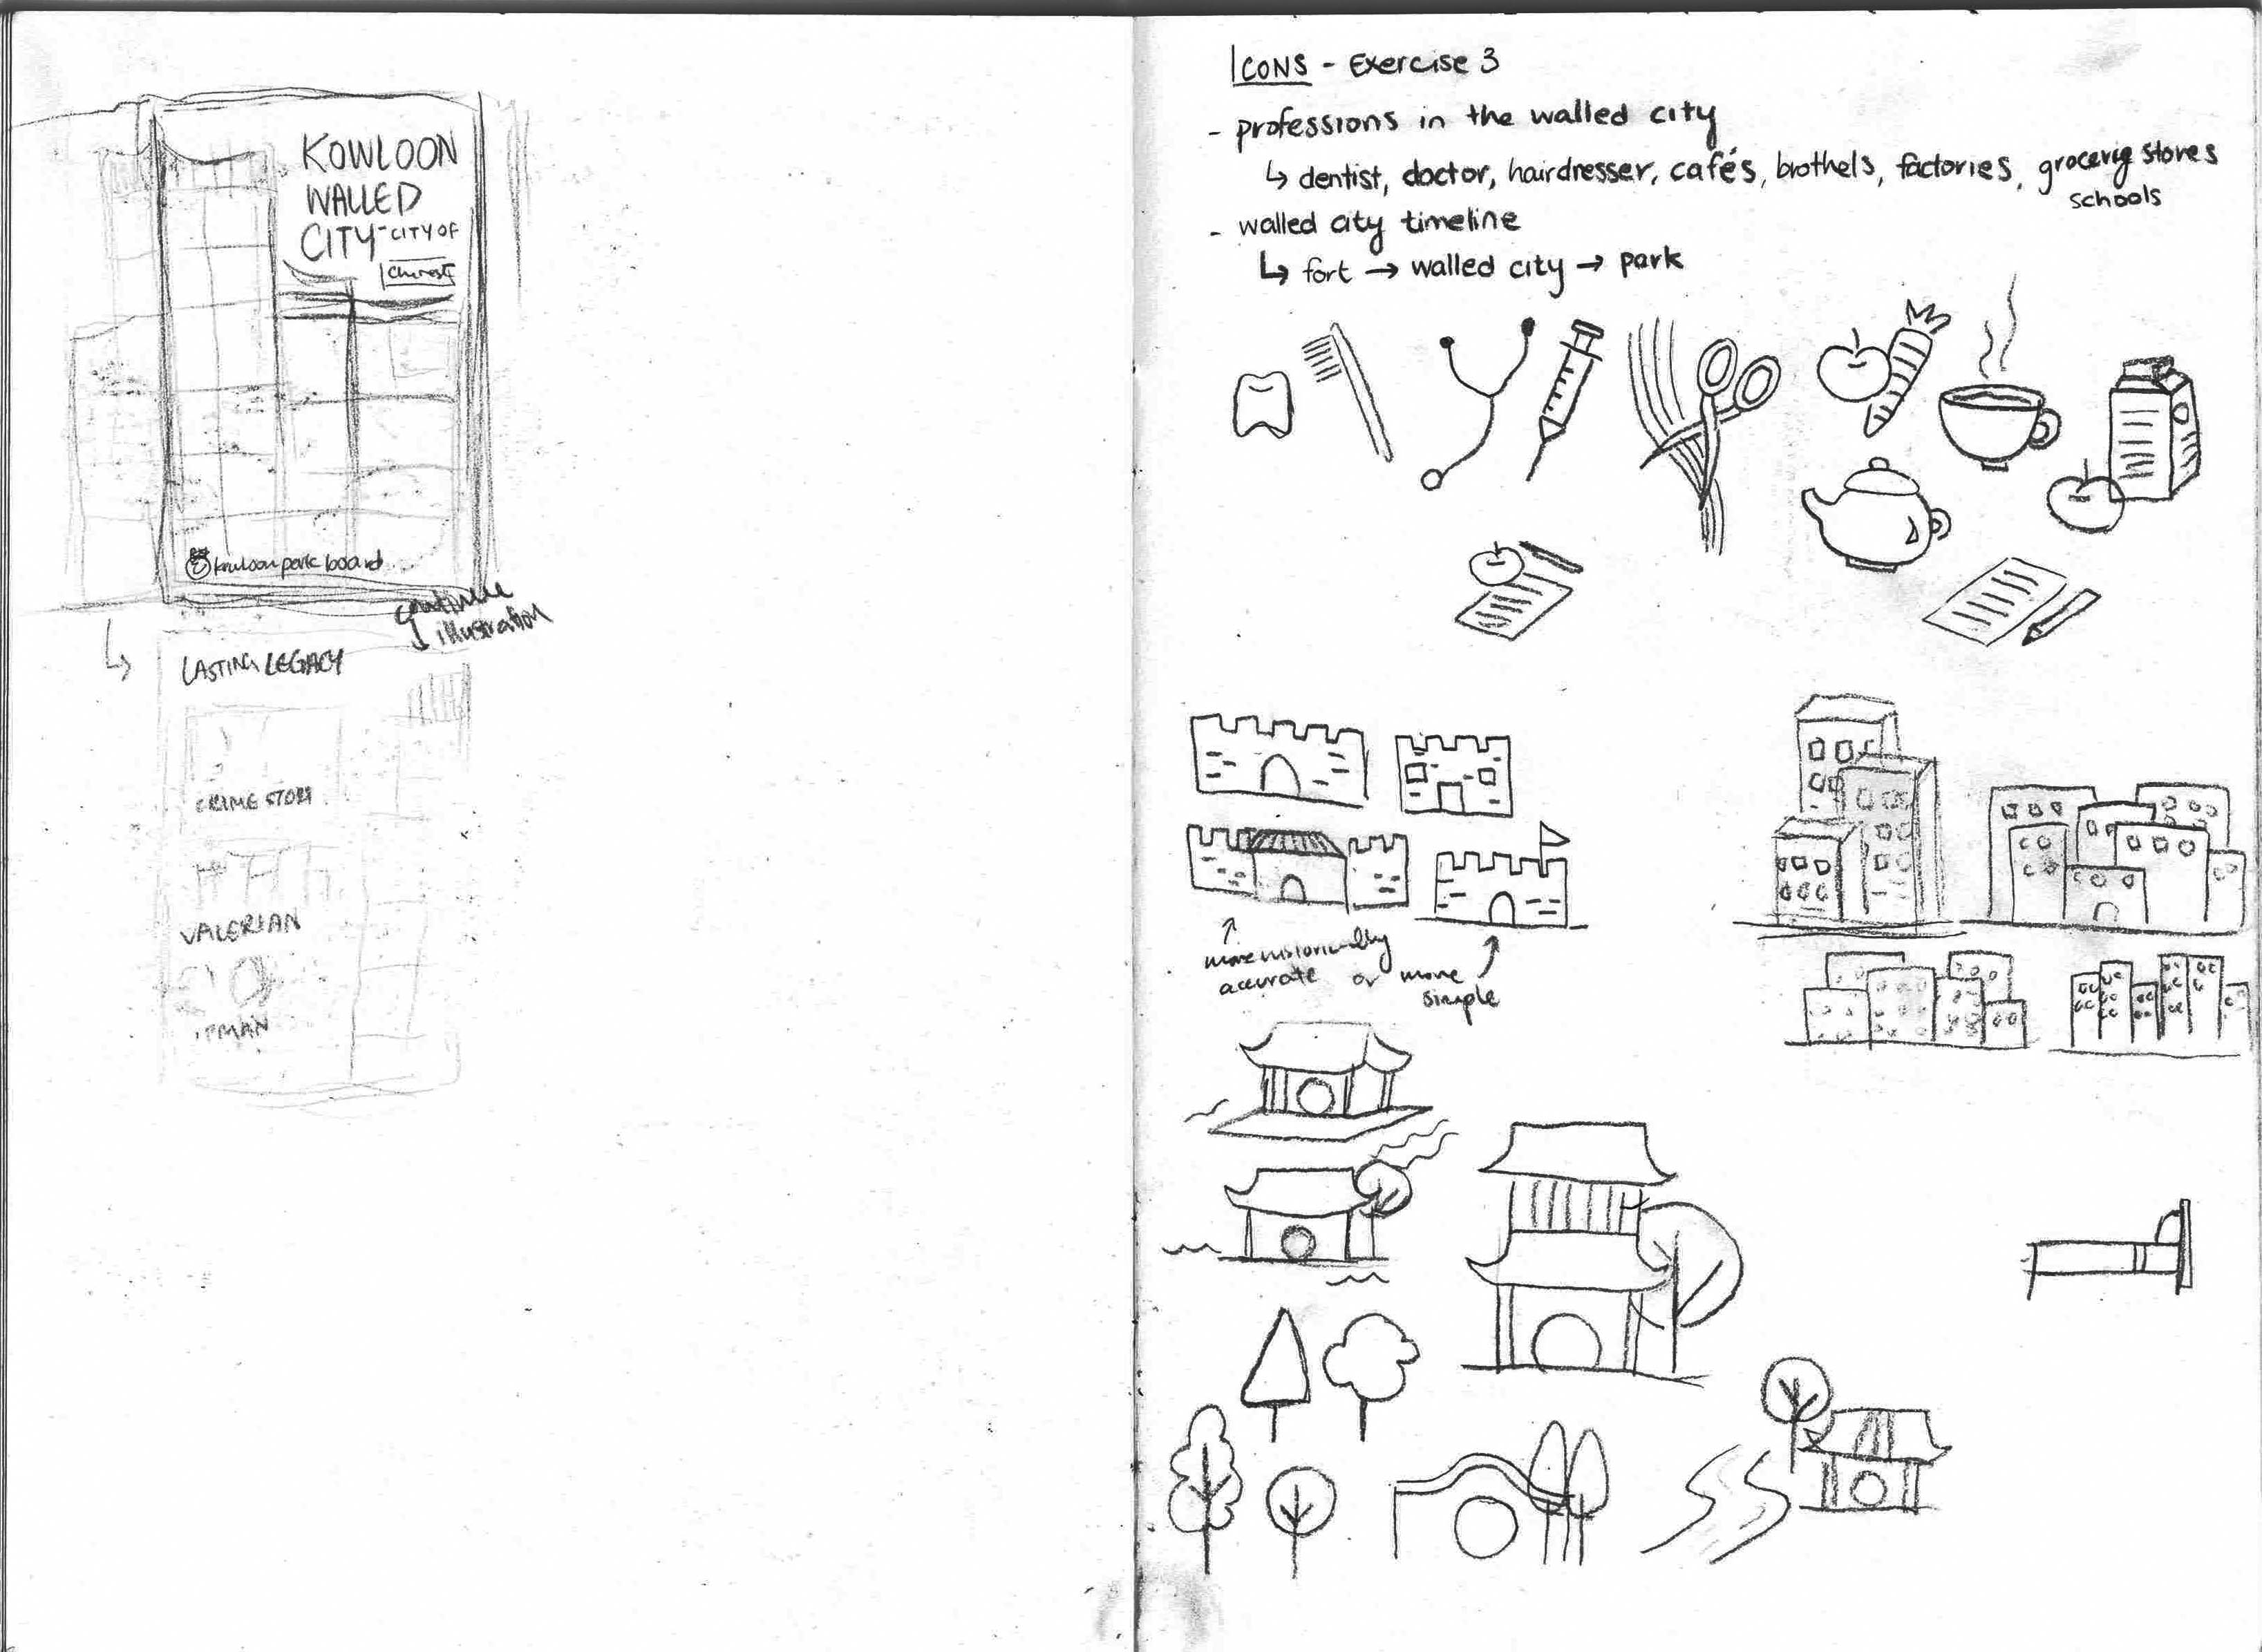 KOWLOON
WALLED
CITY - CITY OF
kowloon park board
continue
illustration
LASTING LEGACY
CRIME STORY
VALERIAN
IP MAN
ICONS - Exercise 3
- professions in the walled city
↳ dentist, doctor, hairdresser, cafés, brothels, factories, grocery stores
schools
- walled city timeline
↳ fort → walled city → park
more historically
accurate or more
simple